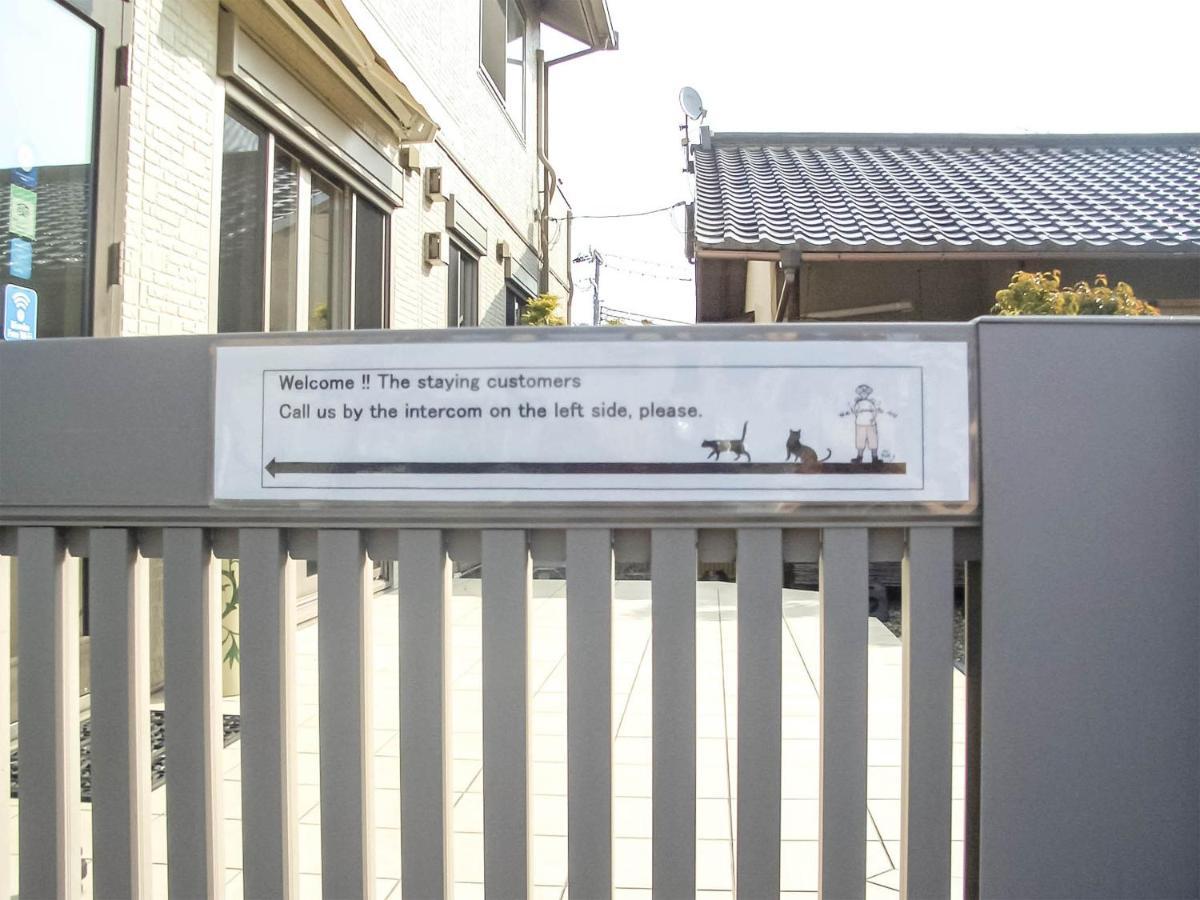 Welcome !! The staying customers
Call us by the intercom on the left side, please.